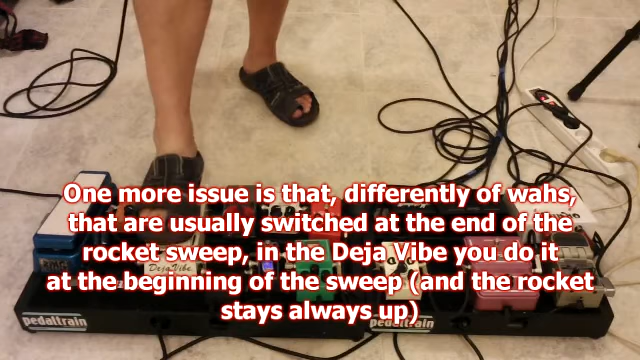 One more issue is that, differently of wahs,
that are usually switched at the end of the
rocket sweep, in the Deja Vibe you do it
at the beginning of the sweep (and the rocket
stays always up)
DejaVibe
pedaltrain
pedaltrain